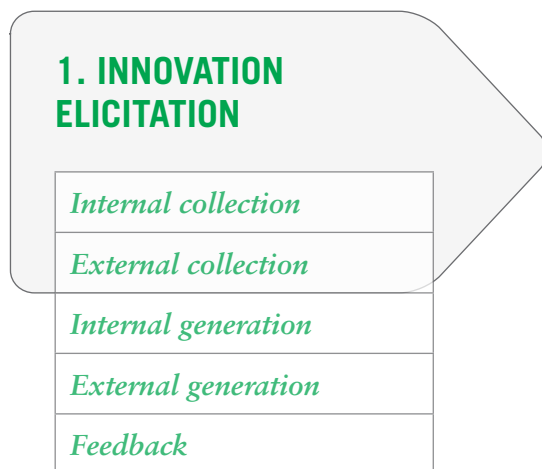 1. INNOVATION
ELICITATION
Internal collection
External collection
Internal generation
External generation
Feedback